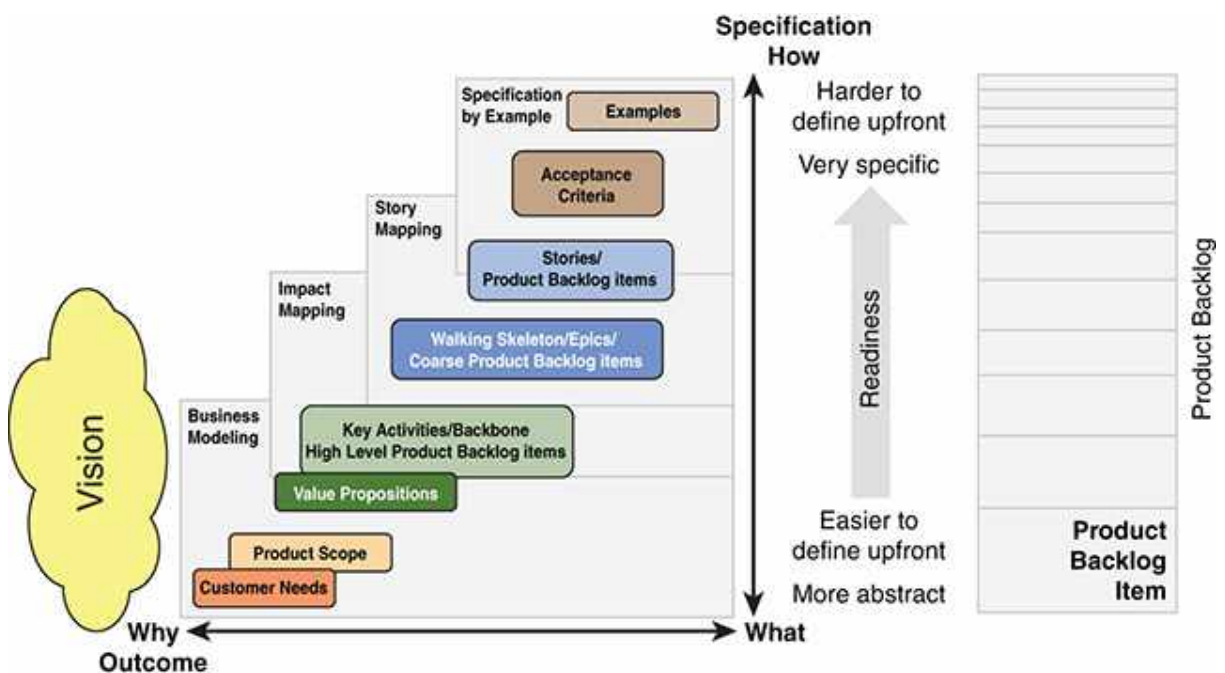 Specification
How
Specification
by Example
Examples
Harder to
define upfront
Acceptance
Criteria
Very specific
Story
Mapping
Stories/
Product Backlog items
Impact
Mapping
Walking Skeleton/Epics/
Coarse Product Backlog items
Readiness
Product Backlog
Vision
Business
Modeling
Key Activities/Backbone
High Level Product Backlog items
Value Propositions
Product Scope
Customer Needs
Easier to
define upfront
More abstract
Product
Backlog
Item
Why
Outcome
What